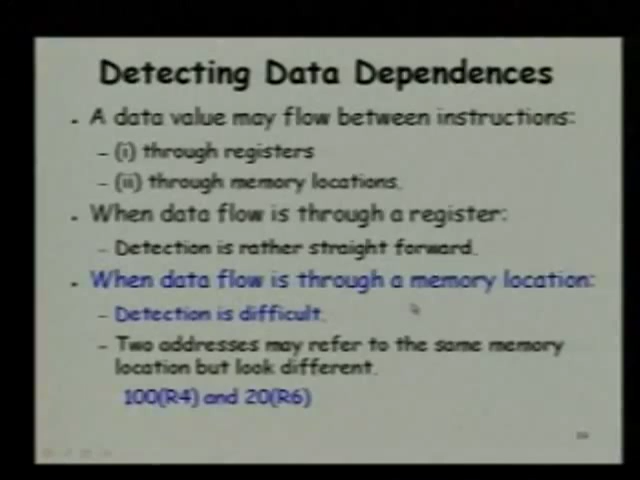 Detecting Data Dependences
• A data value may flow between instructions:
– (i) through registers
– (ii) through memory locations.
• When data flow is through a register:
– Detection is rather straight forward.
• When data flow is through a memory location:
– Detection is difficult.
– Two addresses may refer to the same memory
location but look different.
100(R4) and 20(R6)